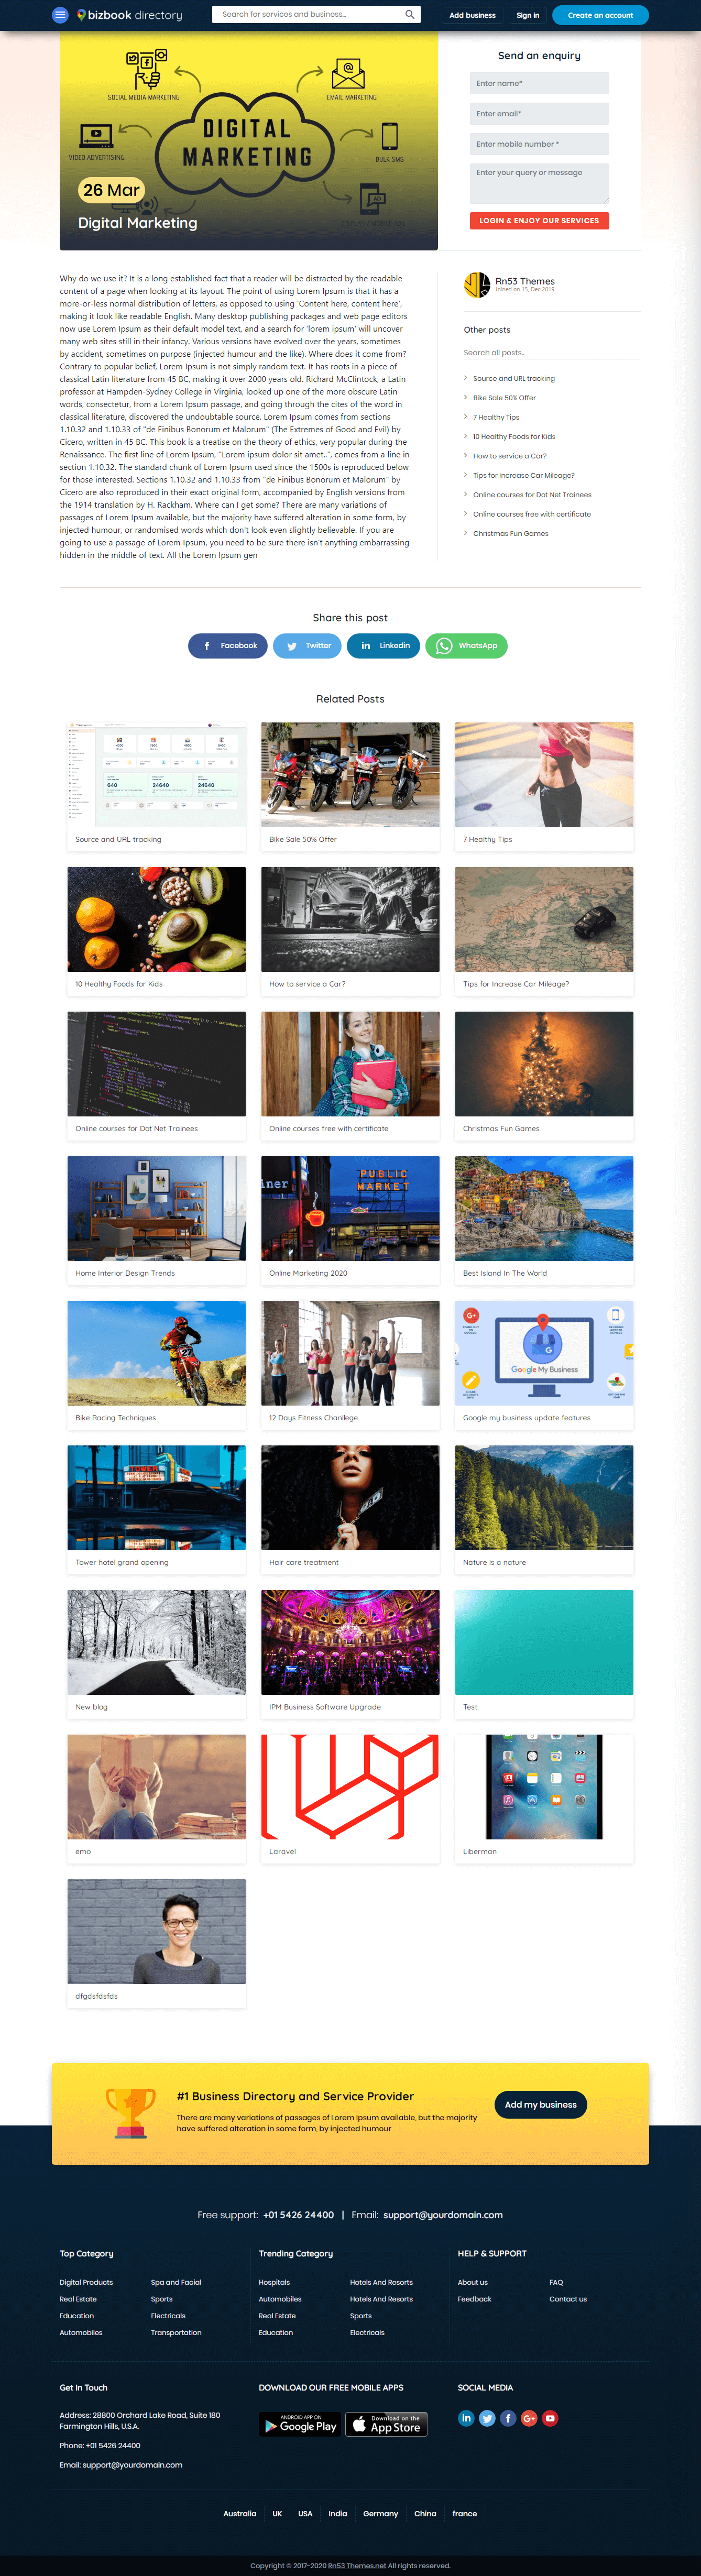 bizbook directory
Search for services and business...
Add business
Sign in
Create an account
SOCIAL MEDIA MARKETING
EMAIL MARKETING
VIDEO ADVERTISING
DIGITAL
MARKETING
BULK SMS
26 Mar
Digital Marketing
Send an enquiry
Enter name*
Enter email*
Enter mobile number *
Enter your query or message
LOGIN & ENJOY OUR SERVICES
Why do we use it? It is a long established fact that a reader will be distracted by the readable
content of a page when looking at its layout. The point of using Lorem Ipsum is that it has a
more-or-less normal distribution of letters, as opposed to using 'Content here, content here',
making it look like readable English. Many desktop publishing packages and web page editors
now use Lorem Ipsum as their default model text, and a search for 'lorem ipsum' will uncover
many web sites still in their infancy. Various versions have evolved over the years, sometimes
by accident, sometimes on purpose (injected humour and the like). Where does it come from?
Contrary to popular belief, Lorem Ipsum is not simply random text. It has roots in a piece of
classical Latin literature from 45 BC, making it over 2000 years old. Richard McClintock, a Latin
professor at Hampden-Sydney College in Virginia, looked up one of the more obscure Latin
words, consectetur, from a Lorem Ipsum passage, and going through the cites of the word in
classical literature, discovered the undoubtable source. Lorem Ipsum comes from sections
1.10.32 and 1.10.33 of "de Finibus Bonorum et Malorum" (The Extremes of Good and Evil) by
Cicero, written in 45 BC. This book is a treatise on the theory of ethics, very popular during the
Renaissance. The first line of Lorem Ipsum, "Lorem ipsum dolor sit amet..", comes from a line in
section 1.10.32. The standard chunk of Lorem Ipsum used since the 1500s is reproduced below
for those interested. Sections 1.10.32 and 1.10.33 from "de Finibus Bonorum et Malorum" by
Cicero are also reproduced in their exact original form, accompanied by English versions from
the 1914 translation by H. Rackham. Where can I get some? There are many variations of
passages of Lorem Ipsum available, but the majority have suffered alteration in some form, by
injected humour, or randomised words which don't look even slightly believable. If you are
going to use a passage of Lorem Ipsum, you need to be sure there isn't anything embarrassing
hidden in the middle of text. All the Lorem Ipsum gen
Rn53 Themes
Joined on 15, Dec 2019
Other posts
Search all posts..
Source and URL tracking
Bike Sale 50% Offer
7 Healthy Tips
10 Healthy Foods for Kids
How to service a Car?
Tips for Increase Car Mileage?
Online courses for Dot Net Trainees
Online courses free with certificate
Christmas Fun Games
Share this post
Facebook
Twitter
Linkedin
WhatsApp
Related Posts
640
24640
24640
Source and URL tracking
Bike Sale 50% Offer
7 Healthy Tips
10 Healthy Foods for Kids
How to service a Car?
Tips for Increase Car Mileage?
Online courses for Dot Net Trainees
Online courses free with certificate
Christmas Fun Games
PUBLIC
MARKET
iner
Home Interior Design Trends
Online Marketing 2020
Best Island In The World
Google My Business
Bike Racing Techniques
12 Days Fitness Chanllege
Google my business update features
Tower hotel grand opening
Hair care treatment
Nature is a nature
New blog
IPM Business Software Upgrade
Test
emo
Laravel
Liberman
dfgdsfdsfds
#1 Business Directory and Service Provider
There are many variations of passages of Lorem Ipsum available, but the majority
have suffered alteration in some form, by injected humour
Add my business
Free support: +01 5426 24400 | Email: support@yourdomain.com
Top Category
Digital Products
Spa and Facial
Real Estate
Sports
Education
Electricals
Automobiles
Transportation
Trending Category
Hospitals
Hotels And Resorts
Automobiles
Hotels And Resorts
Real Estate
Sports
Education
Electricals
HELP & SUPPORT
About us
FAQ
Feedback
Contact us
Get In Touch
Address: 28800 Orchard Lake Road, Suite 180
Farmington Hills, U.S.A.
Phone: +01 5426 24400
Email: support@yourdomain.com
DOWNLOAD OUR FREE MOBILE APPS
ANDROID APP ON
Google Play
Download on the
App Store
SOCIAL MEDIA
Australia
UK
USA
India
Germany
China
france
Copyright © 2017-2020 Rn53 Themes.net All rights reserved.